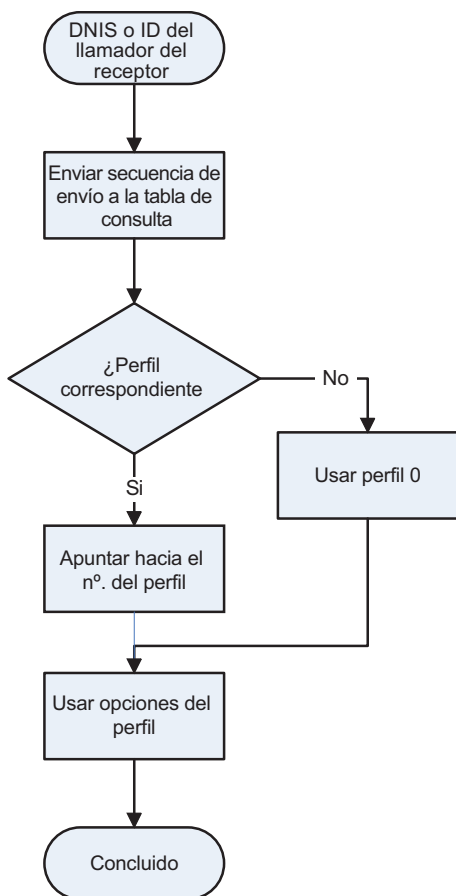 DNIS o ID del
llamador del
receptor
Enviar secuencia de
envío a la tabla de
consulta
¿Perfil
correspondiente
No
Si
Usar perfil 0
Apuntar hacia el
nº. del perfil
Usar opciones del
perfil
Concluido